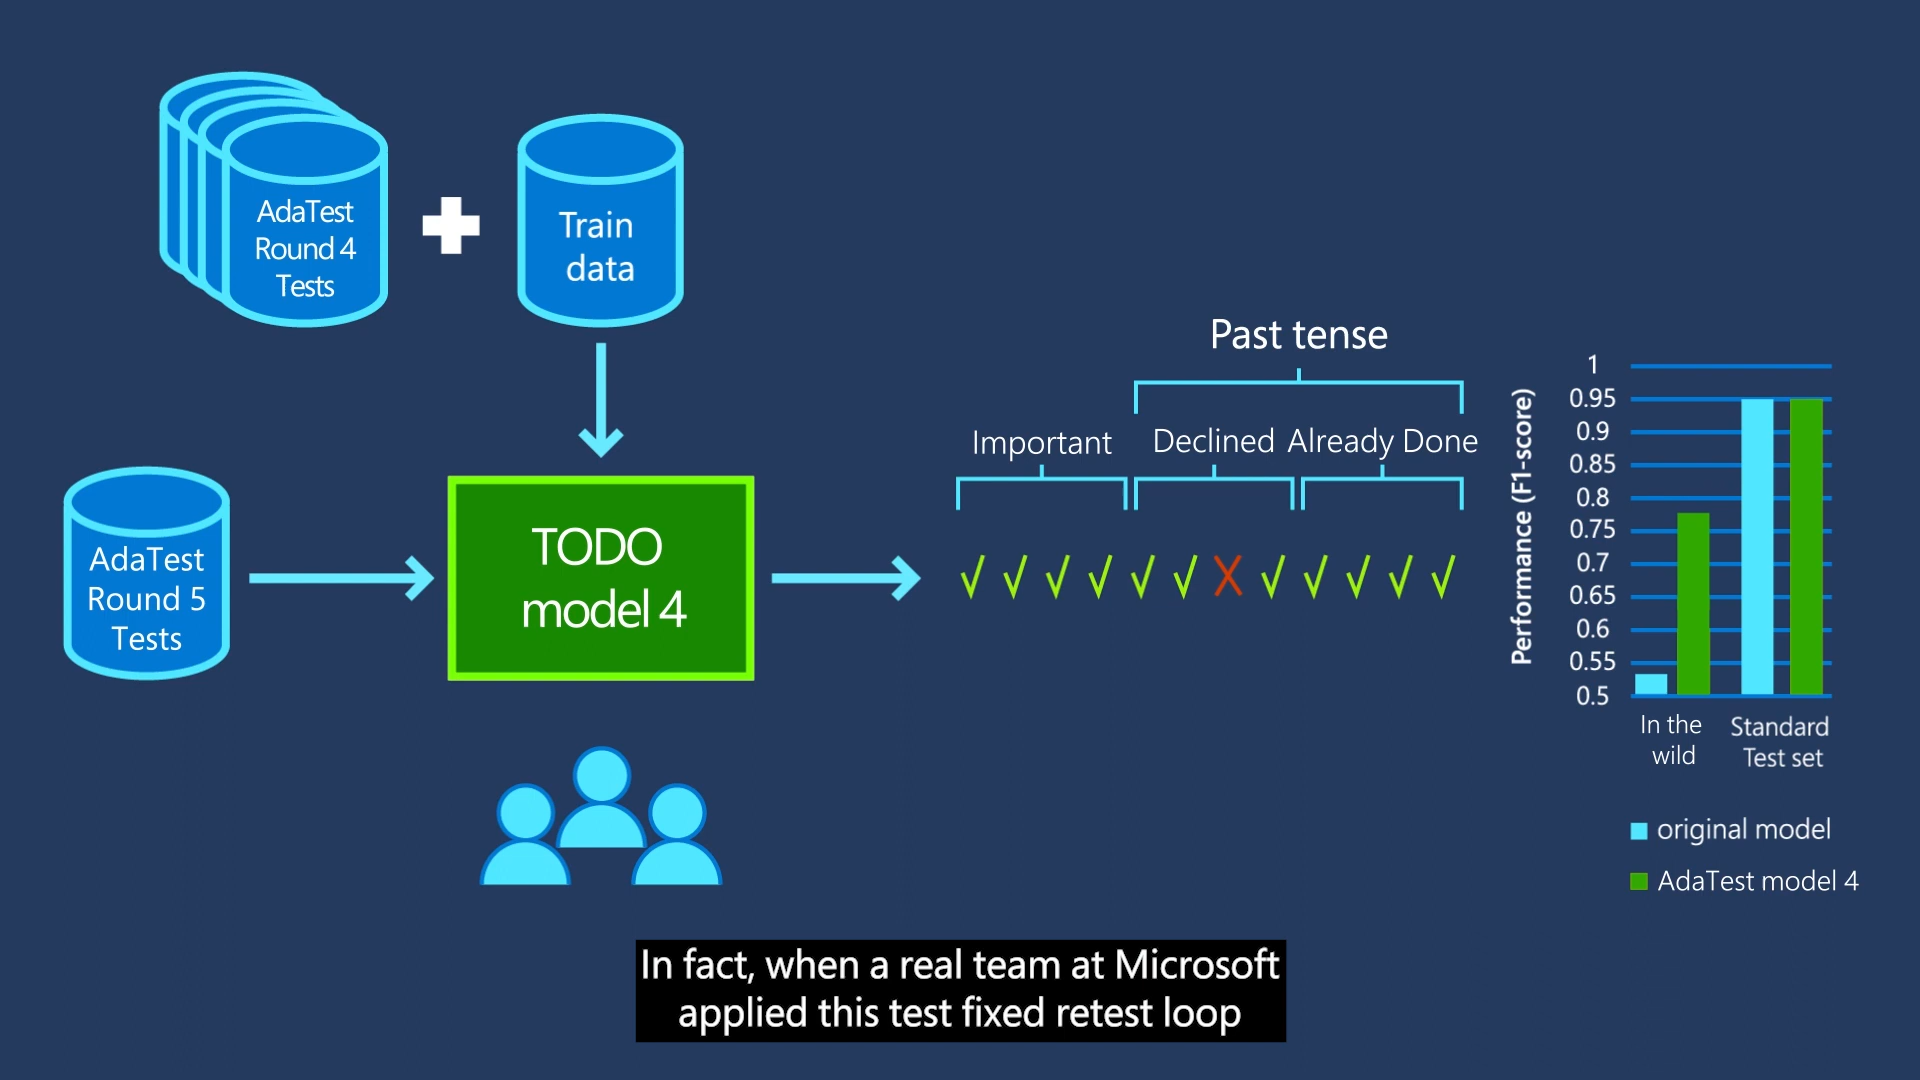 AdaTest
Round 4
Tests
Train
data
AdaTest
Round 5
Tests
TODO
model 4
Past tense
Important
Declined
Already Done
Performance (F1-score)
1
0.95
0.9
0.85
0.8
0.75
0.7
0.65
0.6
0.55
0.5
In the
wild
Standard
Test set
original model
AdaTest model 4
In fact, when a real team at Microsoft
applied this test fixed retest loop